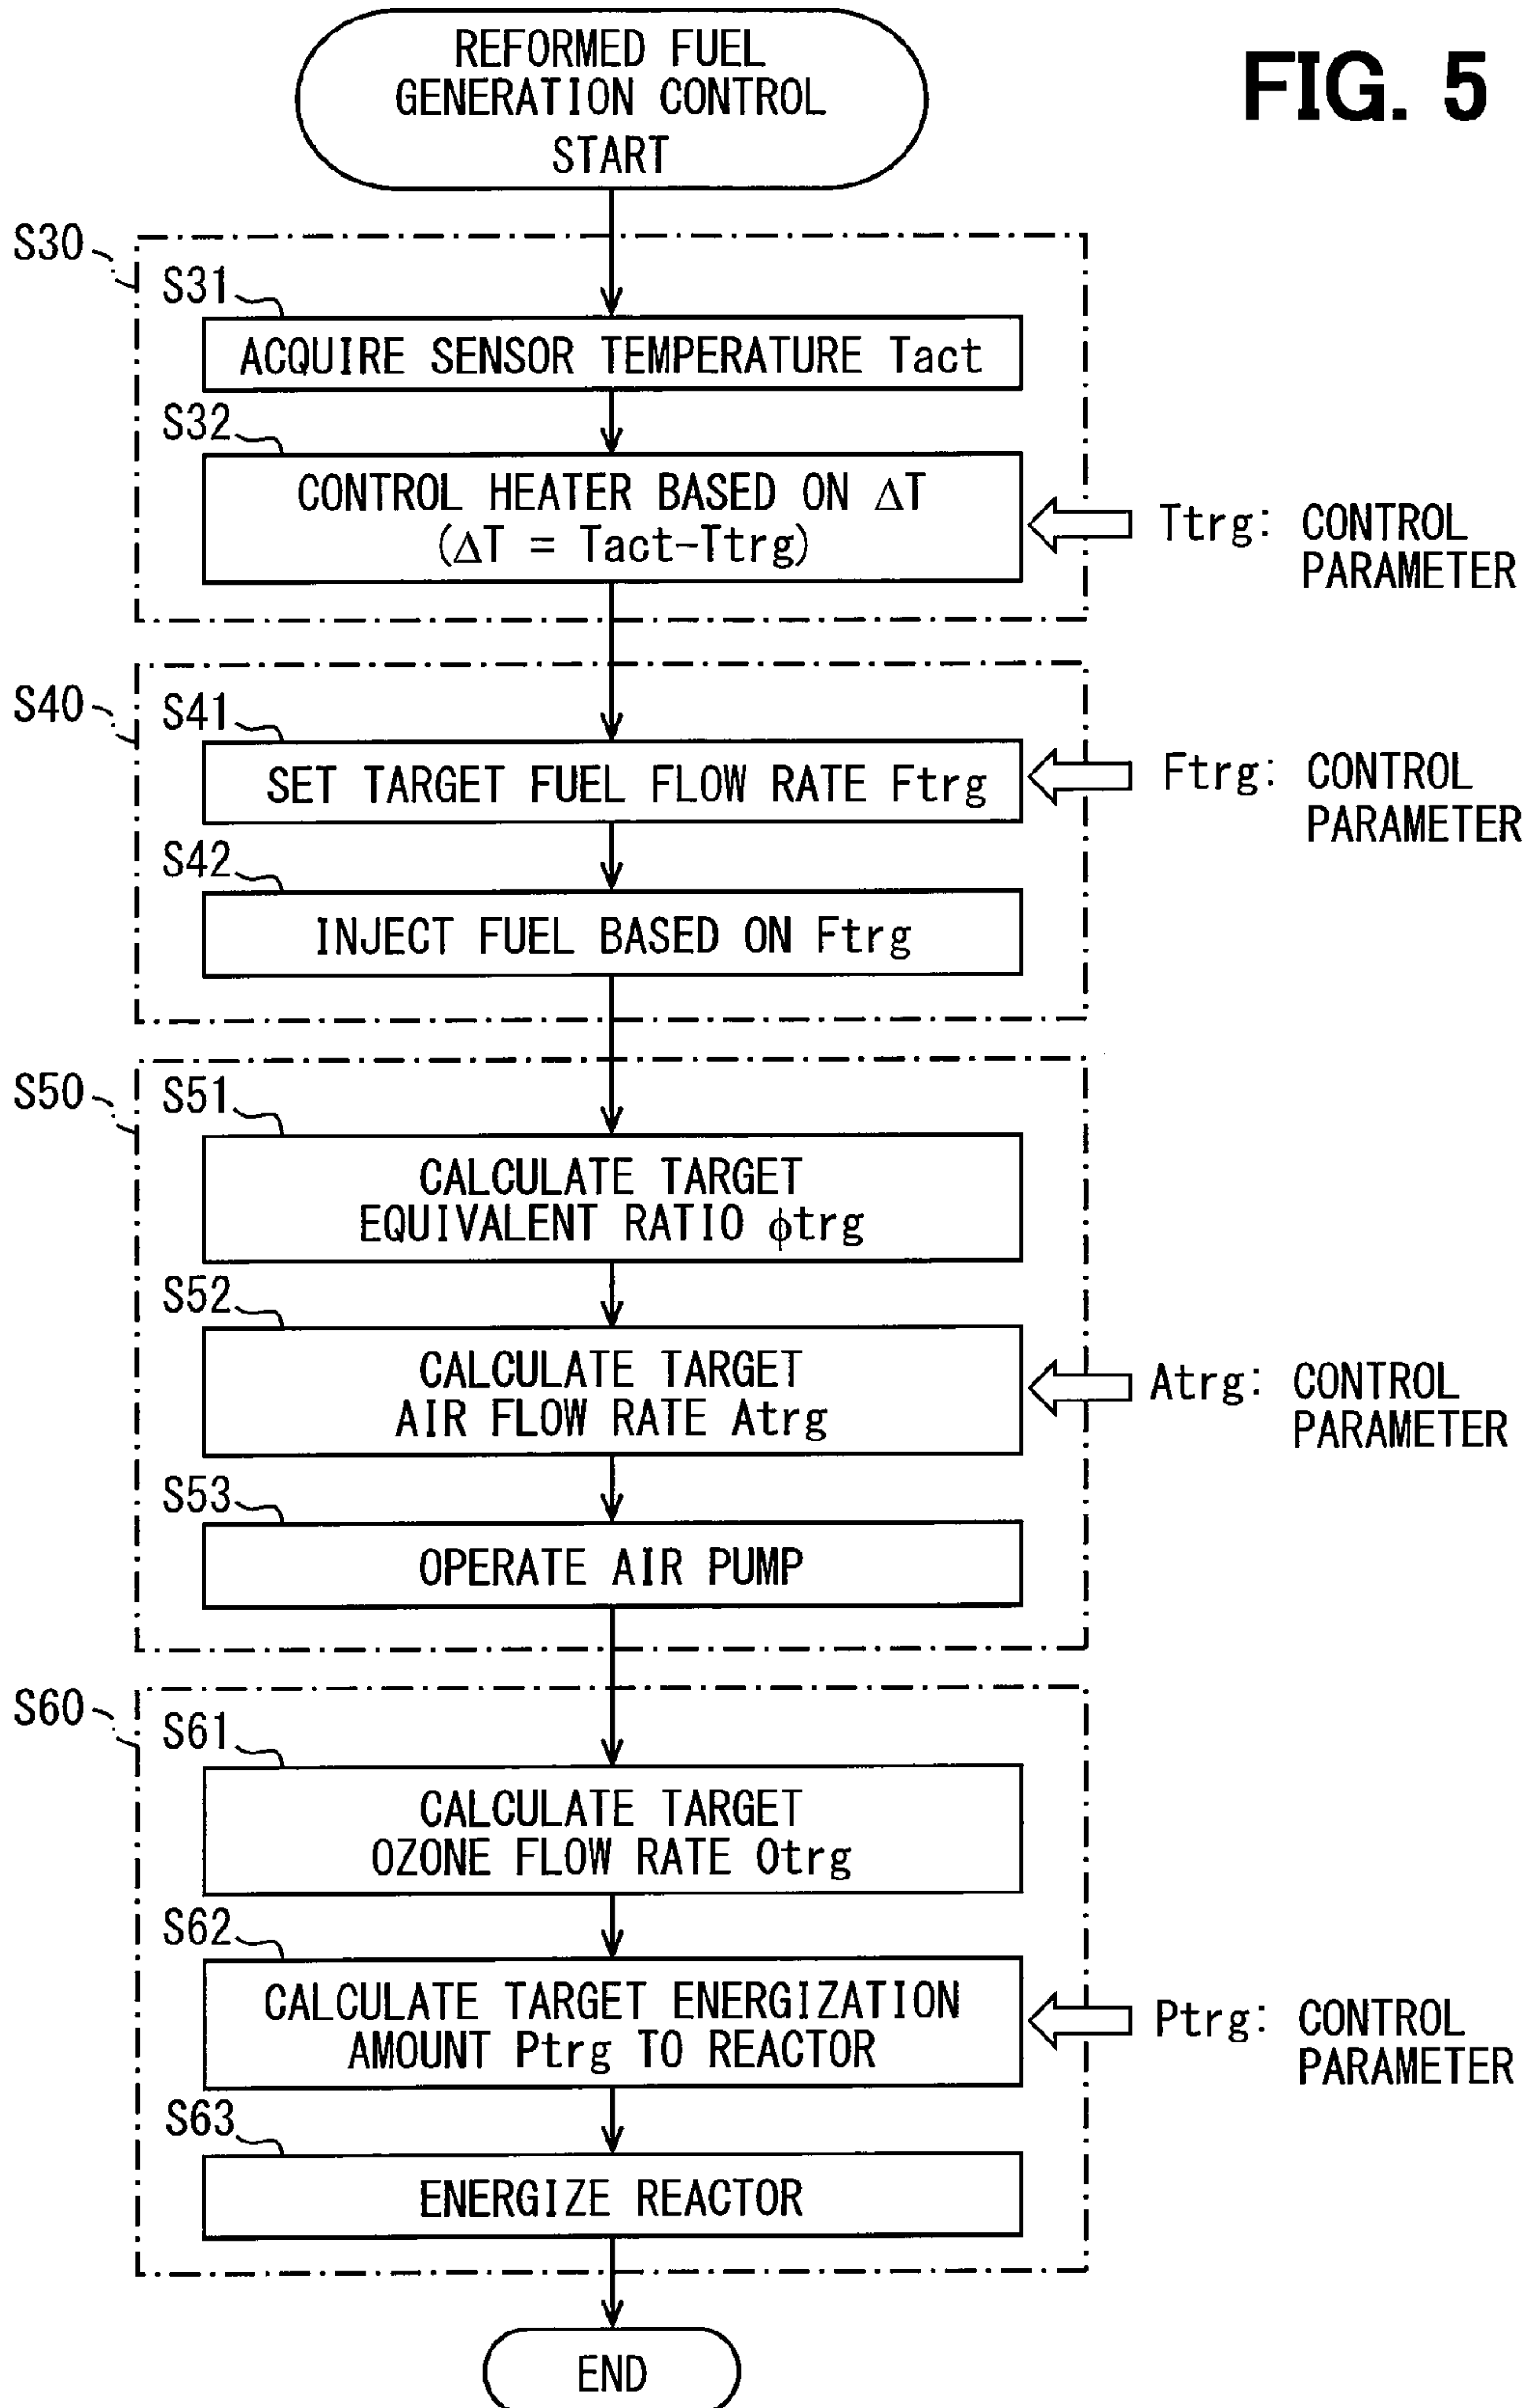 REFORMED FUEL
GENERATION CONTROL
START
FIG. 5
S30
S31
ACQUIRE SENSOR TEMPERATURE Tact
S32
CONTROL HEATER BASED ON ΔT
(ΔT = Tact-Ttrg)
Ttrg: CONTROL
PARAMETER
S40
S41
SET TARGET FUEL FLOW RATE Ftrg
Ftrg: CONTROL
PARAMETER
S42
INJECT FUEL BASED ON Ftrg
S50
S51
CALCULATE TARGET
EQUIVALENT RATIO ϕtrg
S52
CALCULATE TARGET
AIR FLOW RATE Atrg
Atrg: CONTROL
PARAMETER
S53
OPERATE AIR PUMP
S60
S61
CALCULATE TARGET
OZONE FLOW RATE Otrg
S62
CALCULATE TARGET ENERGIZATION
AMOUNT Ptrg TO REACTOR
Ptrg: CONTROL
PARAMETER
S63
ENERGIZE REACTOR
END